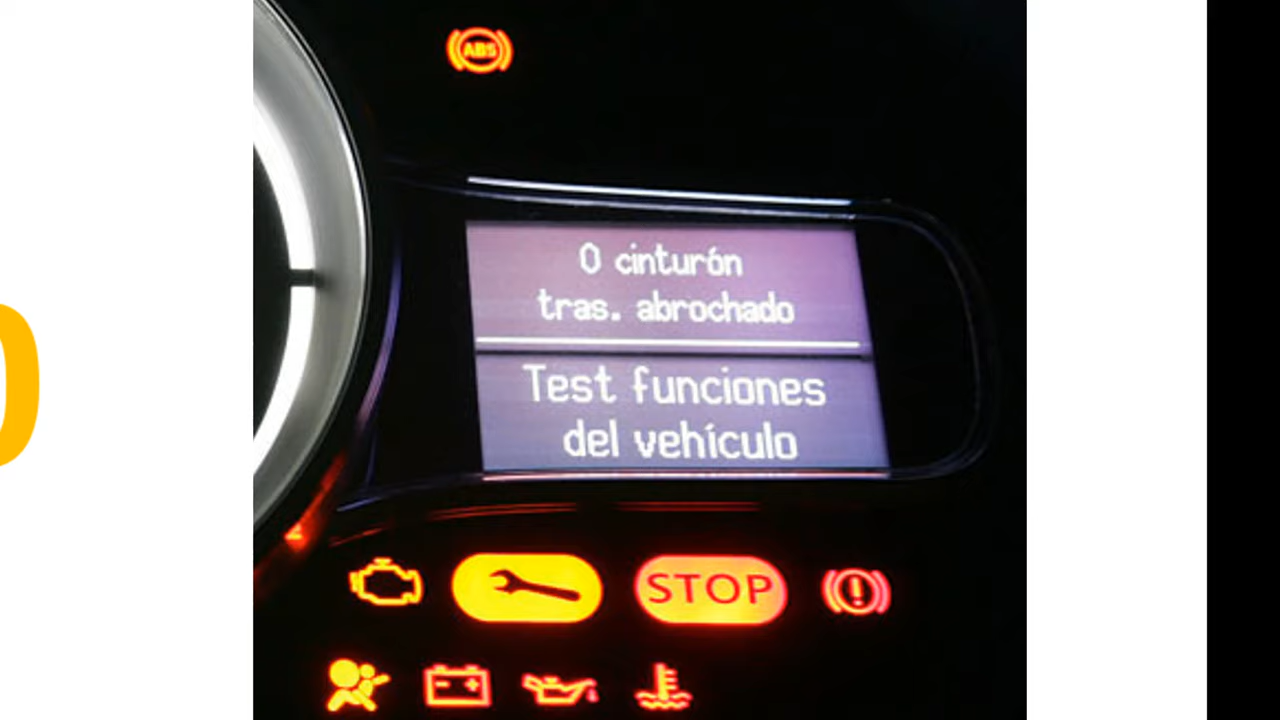 ABS
0 cinturón
tras. abrochado
Test funciones
del vehículo
STOP